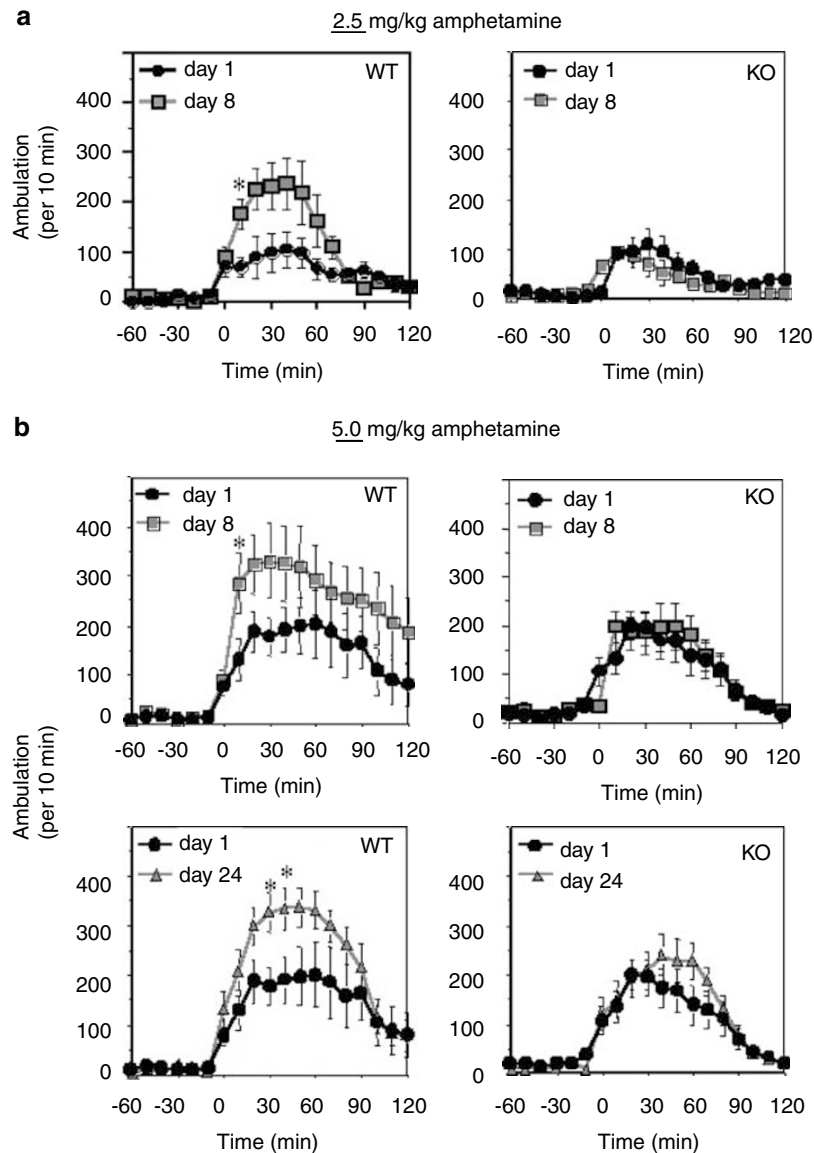 a
2.5 mg/kg amphetamine
day 1
day 8
WT
Ambulation
(per 10 min)
400
300
200
100
0
*
-60 -30 0 30 60 90 120
Time (min)
day 1
day 8
KO
400
300
200
100
0
-60 -30 0 30 60 90 120
Time (min)
b
5.0 mg/kg amphetamine
day 1
day 8
WT
400
300
200
100
0
*
-60 -30 0 30 60 90 120
Time (min)
day 1
day 8
KO
400
300
200
100
0
-60 -30 0 30 60 90 120
Time (min)
Ambulation
(per 10 min)
day 1
day 24
WT
400
300
200
100
0
* *
-60 -30 0 30 60 90 120
Time (min)
day 1
day 24
KO
400
300
200
100
0
-60 -30 0 30 60 90 120
Time (min)